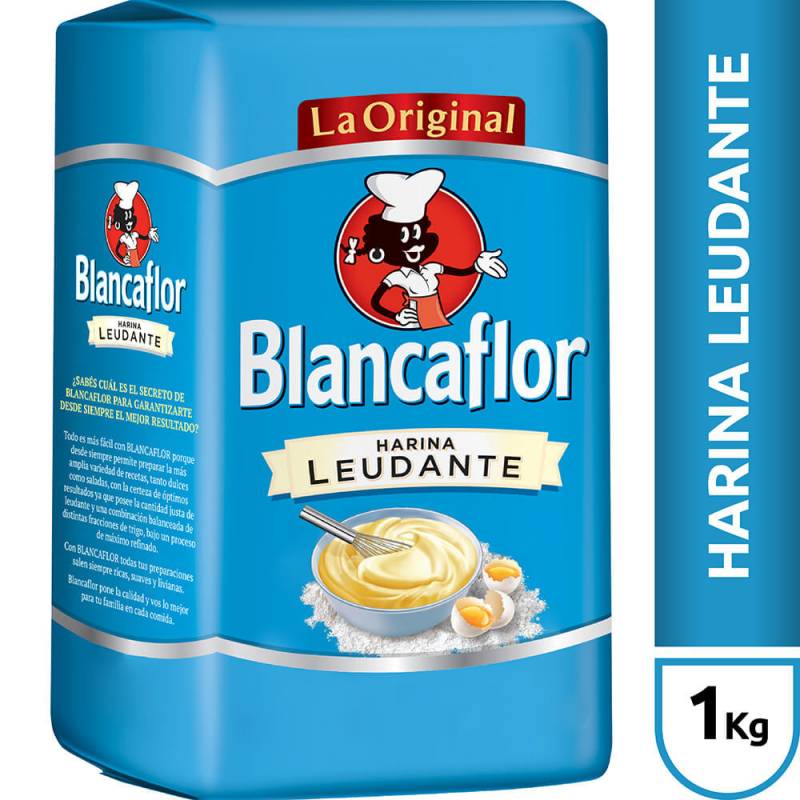 La Original
Blancaflor
HARINA
LEUDANTE
Blancaflor
HARINA
LEUDANTE
¿SABÉS CUÁL ES EL SECRETO DE
BLANCAFLOR PARA GARANTIZARTE
DESDE SIEMPRE EL MEJOR RESULTADO?
Todo es más fácil con BLANCAFLOR porque
desde siempre permite preparar la más
amplia variedad de recetas, tanto dulces
como saladas, con la certeza de óptimos
resultados ya que posee la cantidad justa de
leudante y una combinación balanceada de
distintas fracciones de trigo, bajo un proceso
de máximo refinado.
Con BLANCAFLOR todas tus preparaciones
salen siempre ricas, suaves y livianas.
Blancaflor pone la calidad y vos lo mejor
para tu familia en cada comida.
HARINA LEUDANTE
1Kg